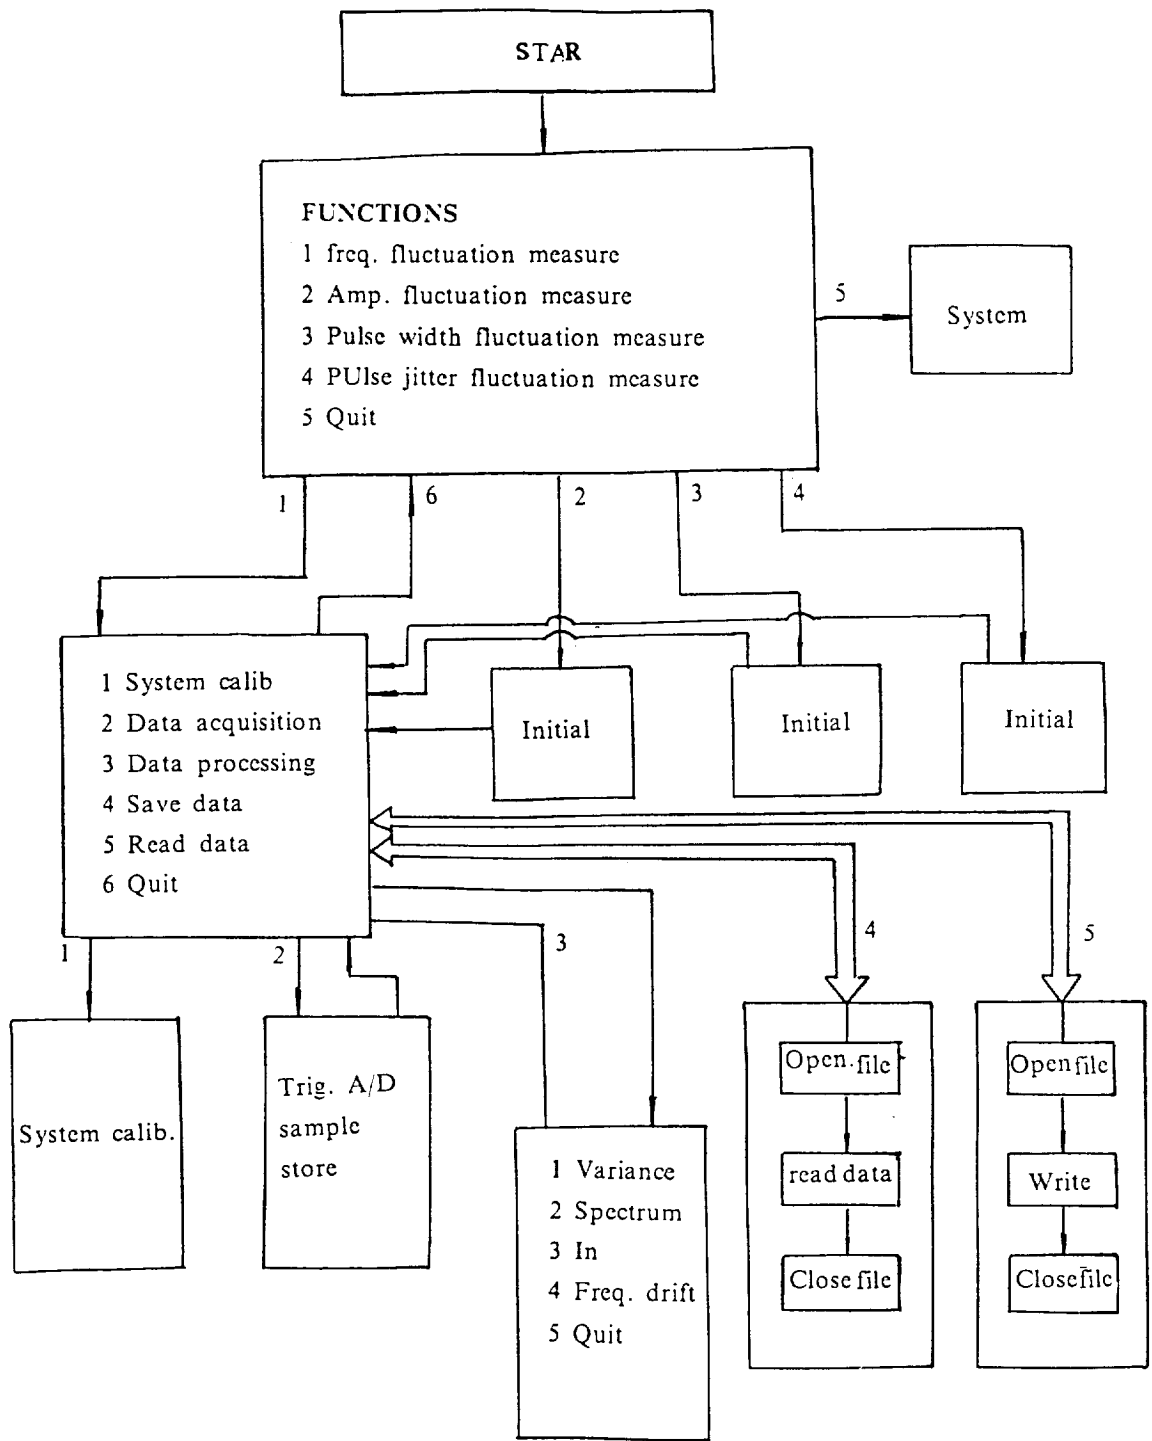 STAR
FUNCTIONS
1 freq. fluctuation measure
2 Amp. fluctuation measure
3 Pulse width fluctuation measure
4 PUlse jitter fluctuation measure
5 Quit
5
System
1
6
2
3
4
1 System calib
2 Data acquisition
3 Data processing
4 Save data
5 Read data
6 Quit
Initial
Initial
Initial
1
2
3
4
5
System calib.
Trig. A/D
sample
store
1 Variance
2 Spectrum
3 In
4 Freq. drift
5 Quit
Open. file
read data
Close file
Open file
Write
Close file